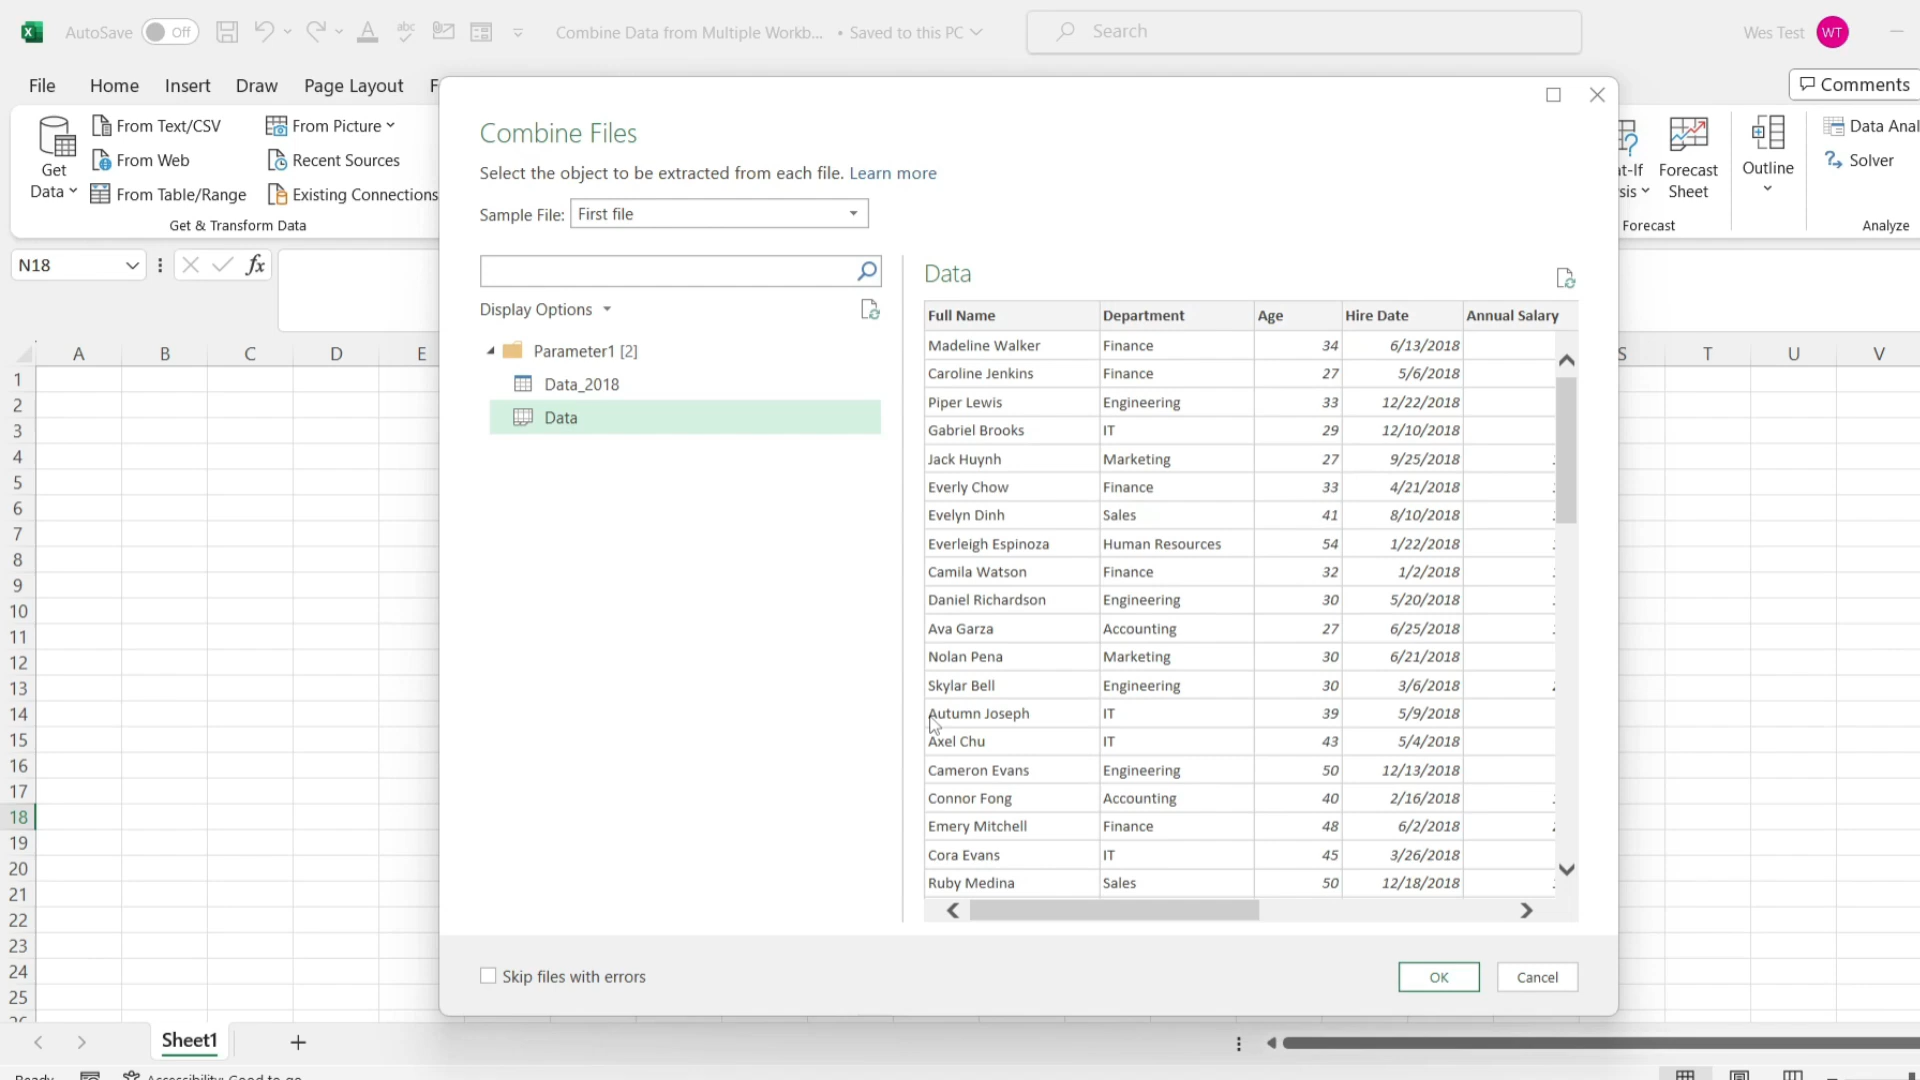 AutoSave Off Combine Data from Multiple Workb... • Saved to this PC Search Wes Test WT
File Home Insert Draw Page Layout F Comments
Get Data
From Text/CSV
From Web
From Table/Range
From Picture
Recent Sources
Existing Connections
Get & Transform Data
t-If
sis
Forecast
Sheet
Forecast
Outline
Data Anal
Solver
Analyze
N18
fx
A B C D E S T U V
1
2
3
4
5
6
7
8
9
10
11
12
13
14
15
16
17
18
19
20
21
22
23
24
25
26
Combine Files
Select the object to be extracted from each file. Learn more
Sample File: First file
Display Options
Parameter1 [2]
Data_2018
Data
Data
Full Name Department Age Hire Date Annual Salary
Madeline Walker Finance 34 6/13/2018
Caroline Jenkins Finance 27 5/6/2018
Piper Lewis Engineering 33 12/22/2018
Gabriel Brooks IT 29 12/10/2018
Jack Huynh Marketing 27 9/25/2018
Everly Chow Finance 33 4/21/2018
Evelyn Dinh Sales 41 8/10/2018
Everleigh Espinoza Human Resources 54 1/22/2018
Camila Watson Finance 32 1/2/2018
Daniel Richardson Engineering 30 5/20/2018
Ava Garza Accounting 27 6/25/2018
Nolan Pena Marketing 30 6/21/2018
Skylar Bell Engineering 30 3/6/2018
Autumn Joseph IT 39 5/9/2018
Axel Chu IT 43 5/4/2018
Cameron Evans Engineering 50 12/13/2018
Connor Fong Accounting 40 2/16/2018
Emery Mitchell Finance 48 6/2/2018
Cora Evans IT 45 3/26/2018
Ruby Medina Sales 50 12/18/2018
Skip files with errors
OK Cancel
Sheet1
Ready Accessibility: Good to go